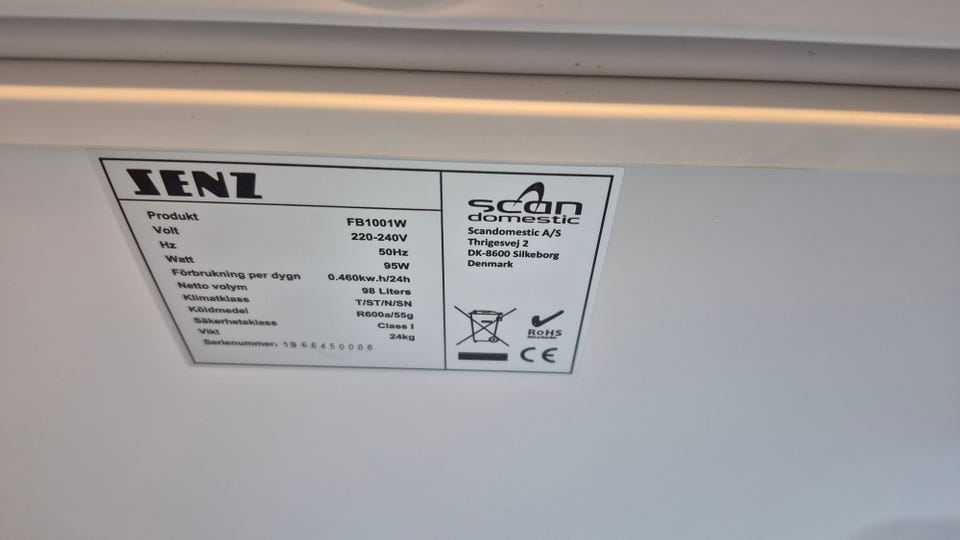 SENZ
Produkt FB1001W
Volt 220-240V
Hz 50Hz
Watt 95W
Förbrukning per dygn 0.460kw.h/24h
Netto volym 98 Liters
Klimatklass T/ST/N/SN
Köldmedel R600a/55g
Säkerhetsklass Class I
Vikt 24kg
Serienummer: 1966450008
scan
domestic
Scandomestic A/S
Thrigesvej 2
DK-8600 Silkeborg
Denmark
RoHS
CE